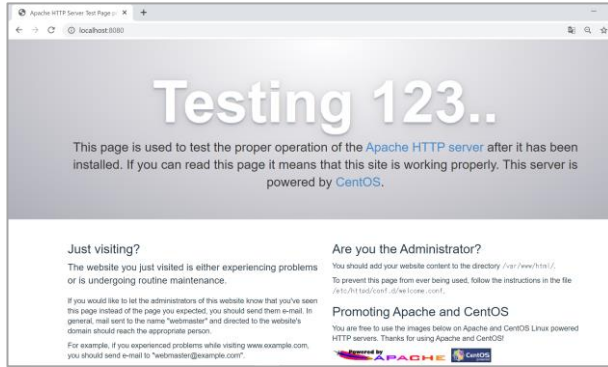 Apache HTTP Server Test Page p
localhost:8080
Testing 123..
This page is used to test the proper operation of the Apache HTTP server after it has been
installed. If you can read this page it means that this site is working properly. This server is
powered by CentOS.
Just visiting?
The website you just visited is either experiencing problems
or is undergoing routine maintenance.
If you would like to let the administrators of this website know that you've seen
this page instead of the page you expected, you should send them e-mail. In
general, mail sent to the name "webmaster" and directed to the website's
domain should reach the appropriate person.
For example, if you experienced problems while visiting www.example.com,
you should send e-mail to "webmaster@example.com".
Are you the Administrator?
You should add your website content to the directory /var/www/html/.
To prevent this page from ever being used, follow the instructions in the file
/etc/httpd/conf.d/welcome.conf.
Promoting Apache and CentOS
You are free to use the images below on Apache and CentOS Linux powered
HTTP servers. Thanks for using Apache and CentOS!
Powered by
APACHE
CentOS